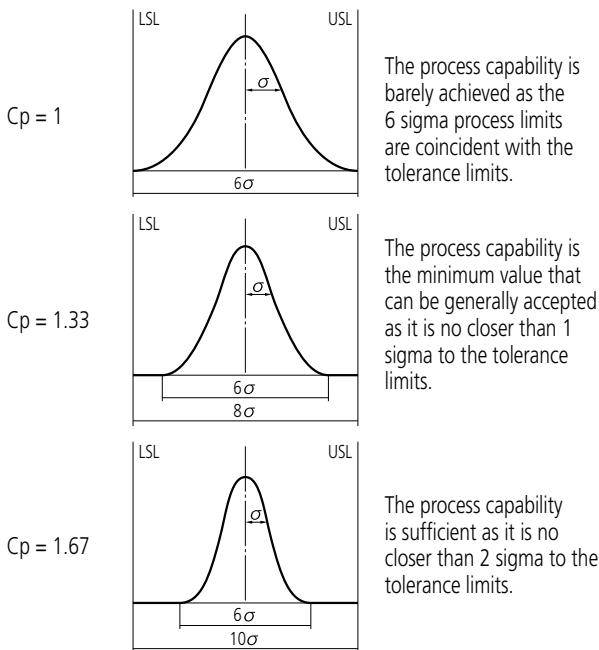 LSL USL
Cp = 1
σ
6σ
The process capability is
barely achieved as the
6 sigma process limits
are coincident with the
tolerance limits.
LSL USL
Cp = 1.33
σ
6σ
8σ
The process capability is
the minimum value that
can be generally accepted
as it is no closer than 1
sigma to the tolerance
limits.
LSL USL
Cp = 1.67
σ
6σ
10σ
The process capability
is sufficient as it is no
closer than 2 sigma to the
tolerance limits.